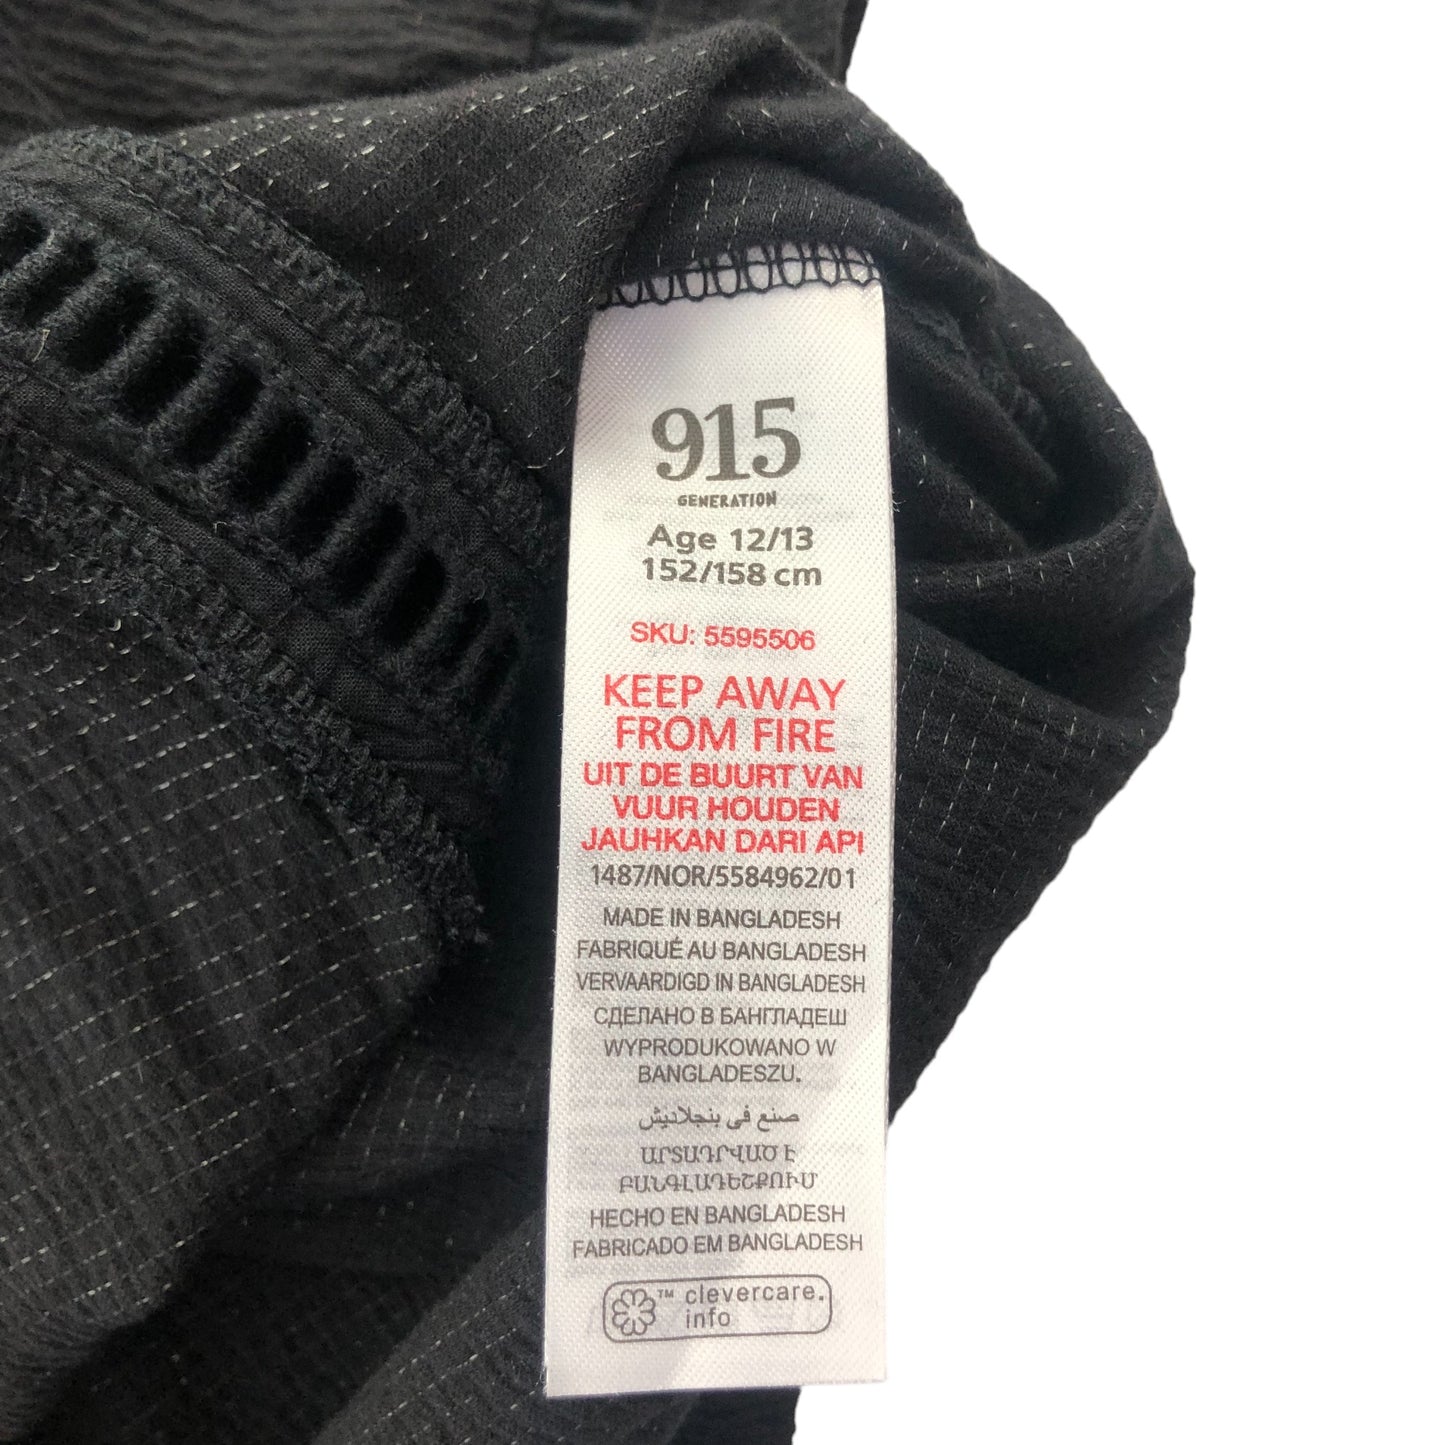 915
GENERATION
Age 12/13
152/158 cm
SKU: 5595506
KEEP AWAY
FROM FIRE
UIT DE BUURT VAN
VUUR HOUDEN
JAUHKAN DARI API
1487/NOR/5584962/01
MADE IN BANGLADESH
FABRIQUÉ AU BANGLADESH
VERVAARDIGD IN BANGLADESH
СДЕЛАНО В БАНГЛАДЕШ
WYPRODUKOWANO W
BANGLADESZU.
صنع في بنجلاديش
ԱՐՏԱԴՐՎԱԾ Է
ԲԱՆԳԼԱԴԵՇՔՈՒՄ
HECHO EN BANGLADESH
FABRICADO EM BANGLADESH
™ clevercare.
info